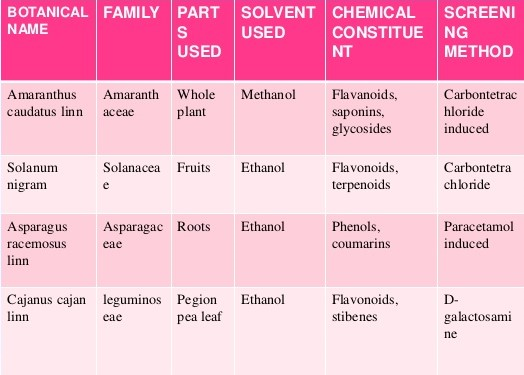 BOTANICAL NAME | FAMILY | PARTS USED | SOLVENT USED | CHEMICAL CONSTITUENT | SCREENING METHOD
Amaranthus caudatus linn | Amaranthaceae | Whole plant | Methanol | Flavanoids, saponins, glycosides | Carbontetrachloride induced
Solanum nigram | Solanaceae | Fruits | Ethanol | Flavonoids, terpenoids | Carbontetra chloride
Asparagus racemosus linn | Asparagaceae | Roots | Ethanol | Phenols, coumarins | Paracetamol induced
Cajanus cajan linn | leguminoseae | Pegion pea leaf | Ethanol | Flavonoids, stibenes | D-galactosamine